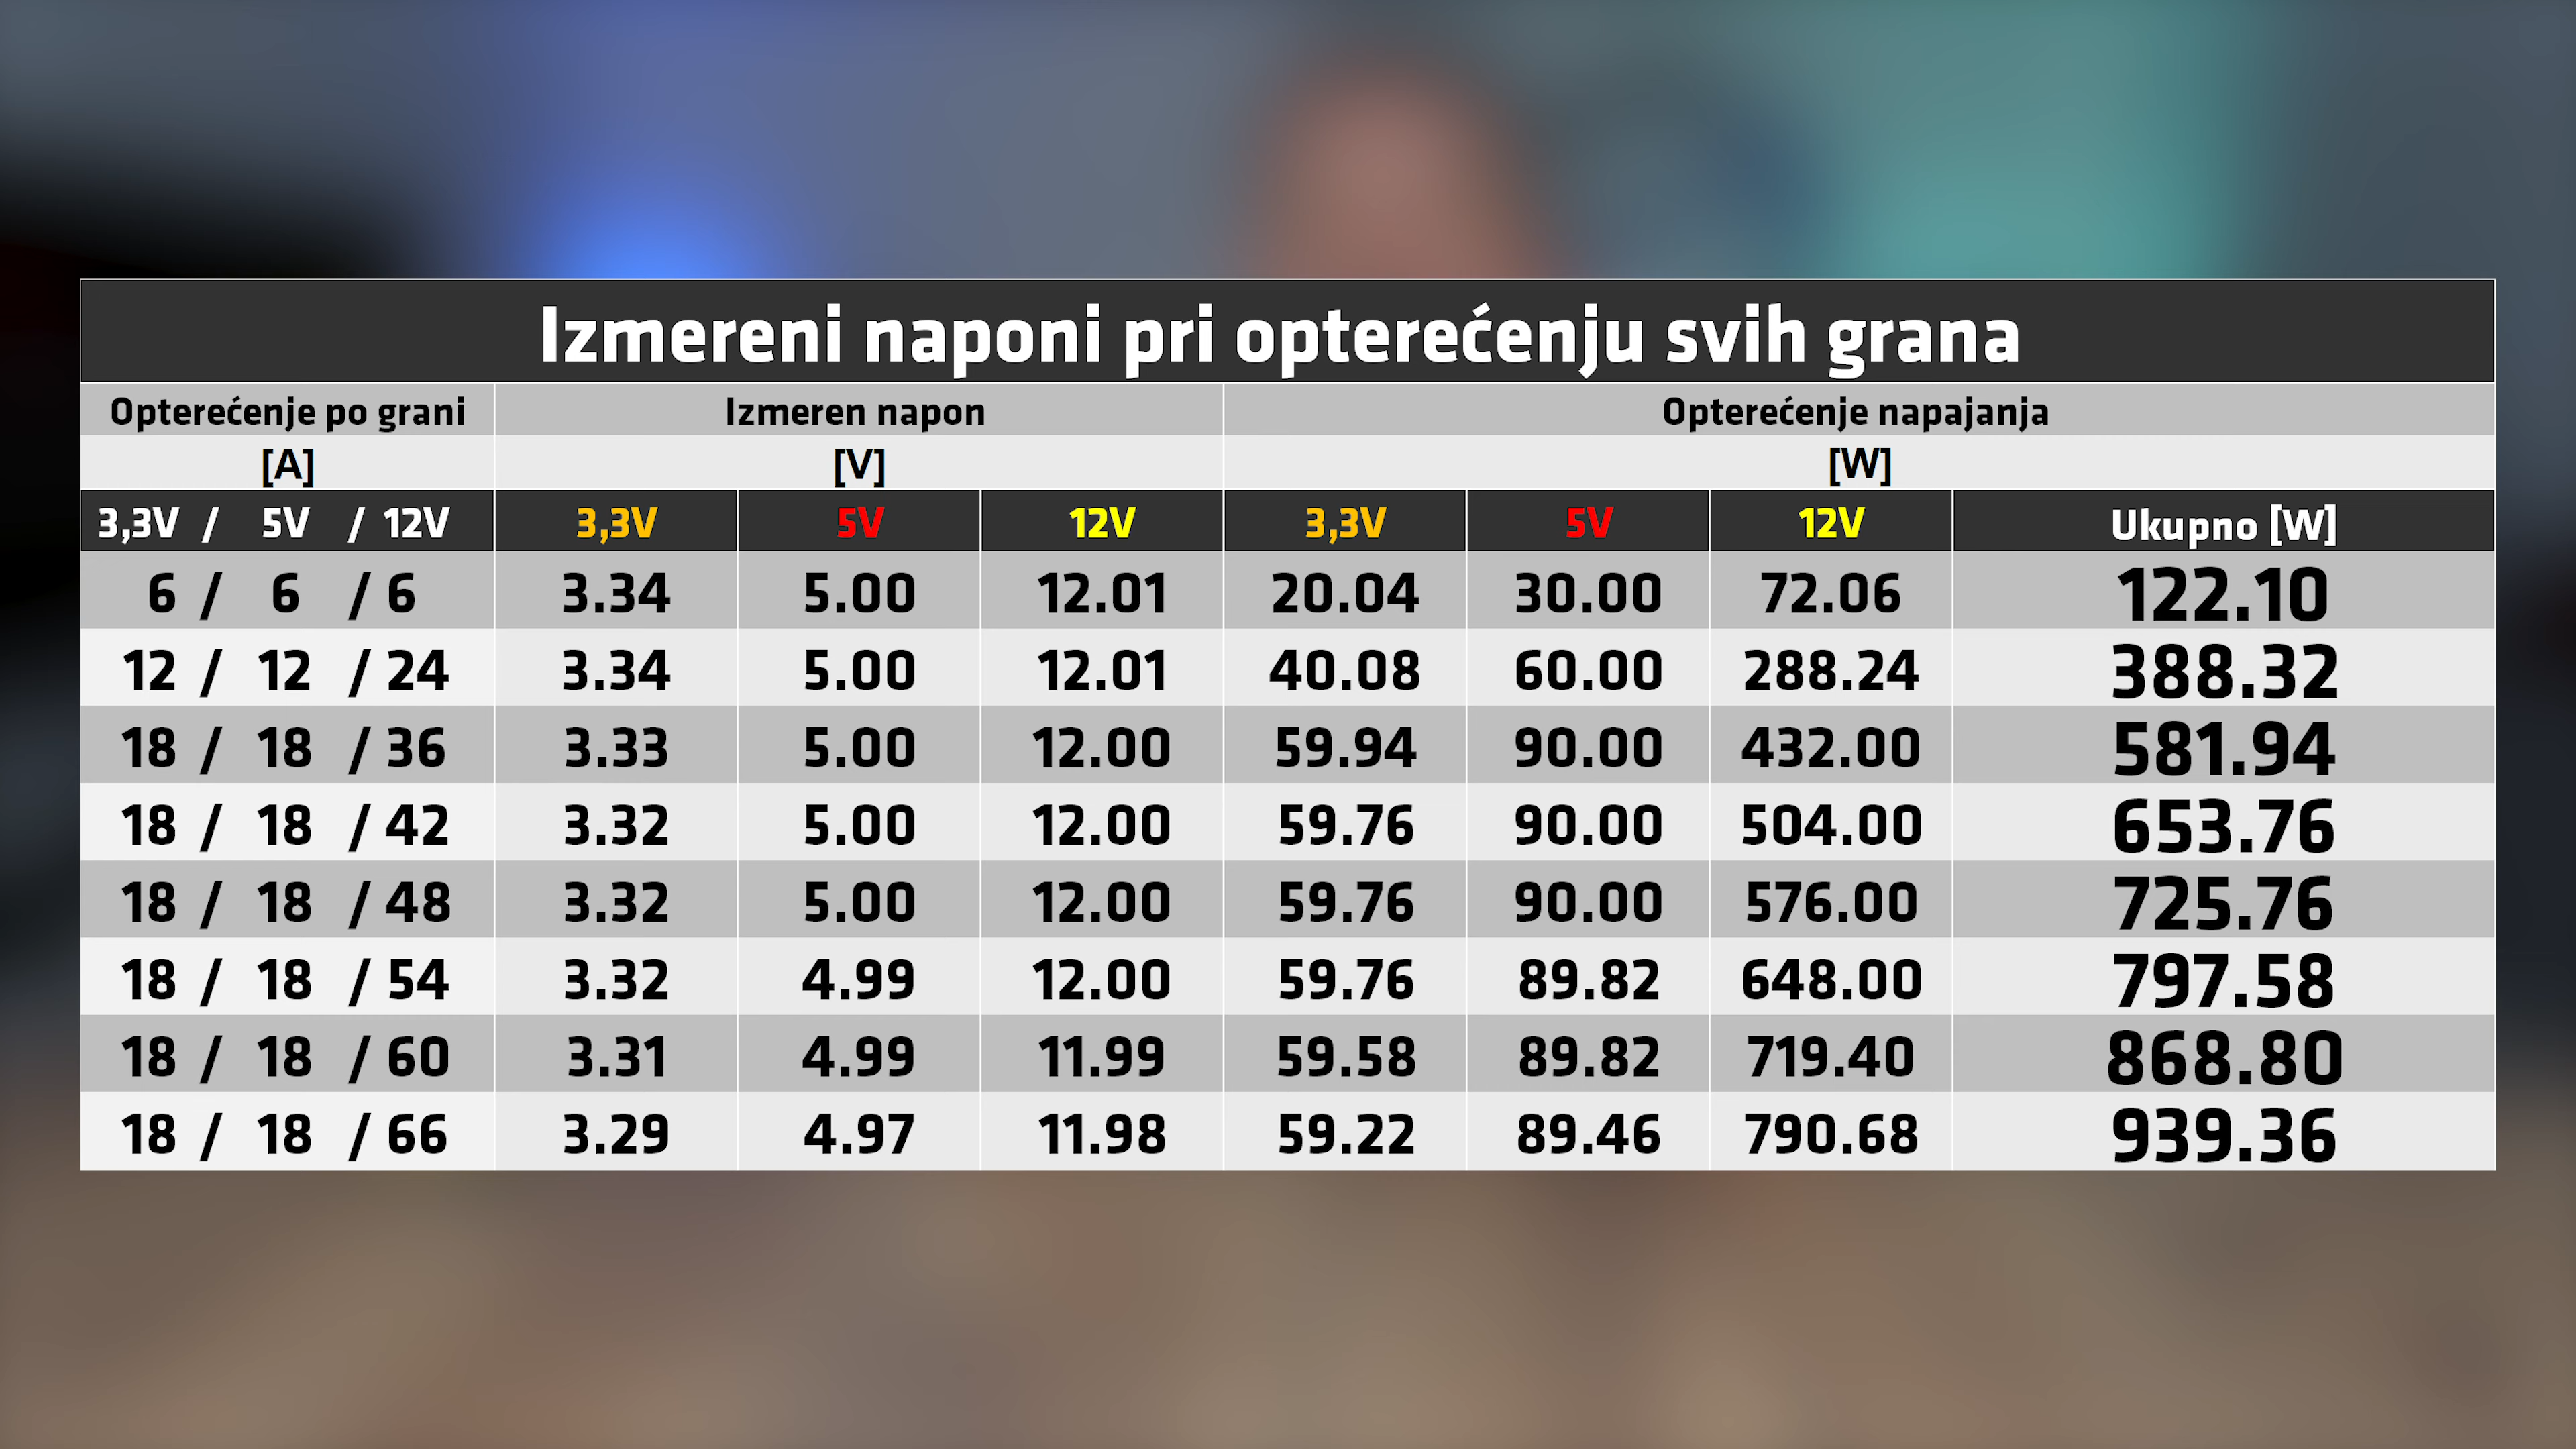 Izmereni naponi pri opterećenju svih grana
Opterećenje po grani Izmeren napon Opterećenje napajanja
[A] [V] [W]
3,3V / 5V / 12V 3,3V 5V 12V 3,3V 5V 12V Ukupno [W]
6 / 6 / 6 3.34 5.00 12.01 20.04 30.00 72.06 122.10
12 / 12 / 24 3.34 5.00 12.01 40.08 60.00 288.24 388.32
18 / 18 / 36 3.33 5.00 12.00 59.94 90.00 432.00 581.94
18 / 18 / 42 3.32 5.00 12.00 59.76 90.00 504.00 653.76
18 / 18 / 48 3.32 5.00 12.00 59.76 90.00 576.00 725.76
18 / 18 / 54 3.32 4.99 12.00 59.76 89.82 648.00 797.58
18 / 18 / 60 3.31 4.99 11.99 59.58 89.82 719.40 868.80
18 / 18 / 66 3.29 4.97 11.98 59.22 89.46 790.68 939.36